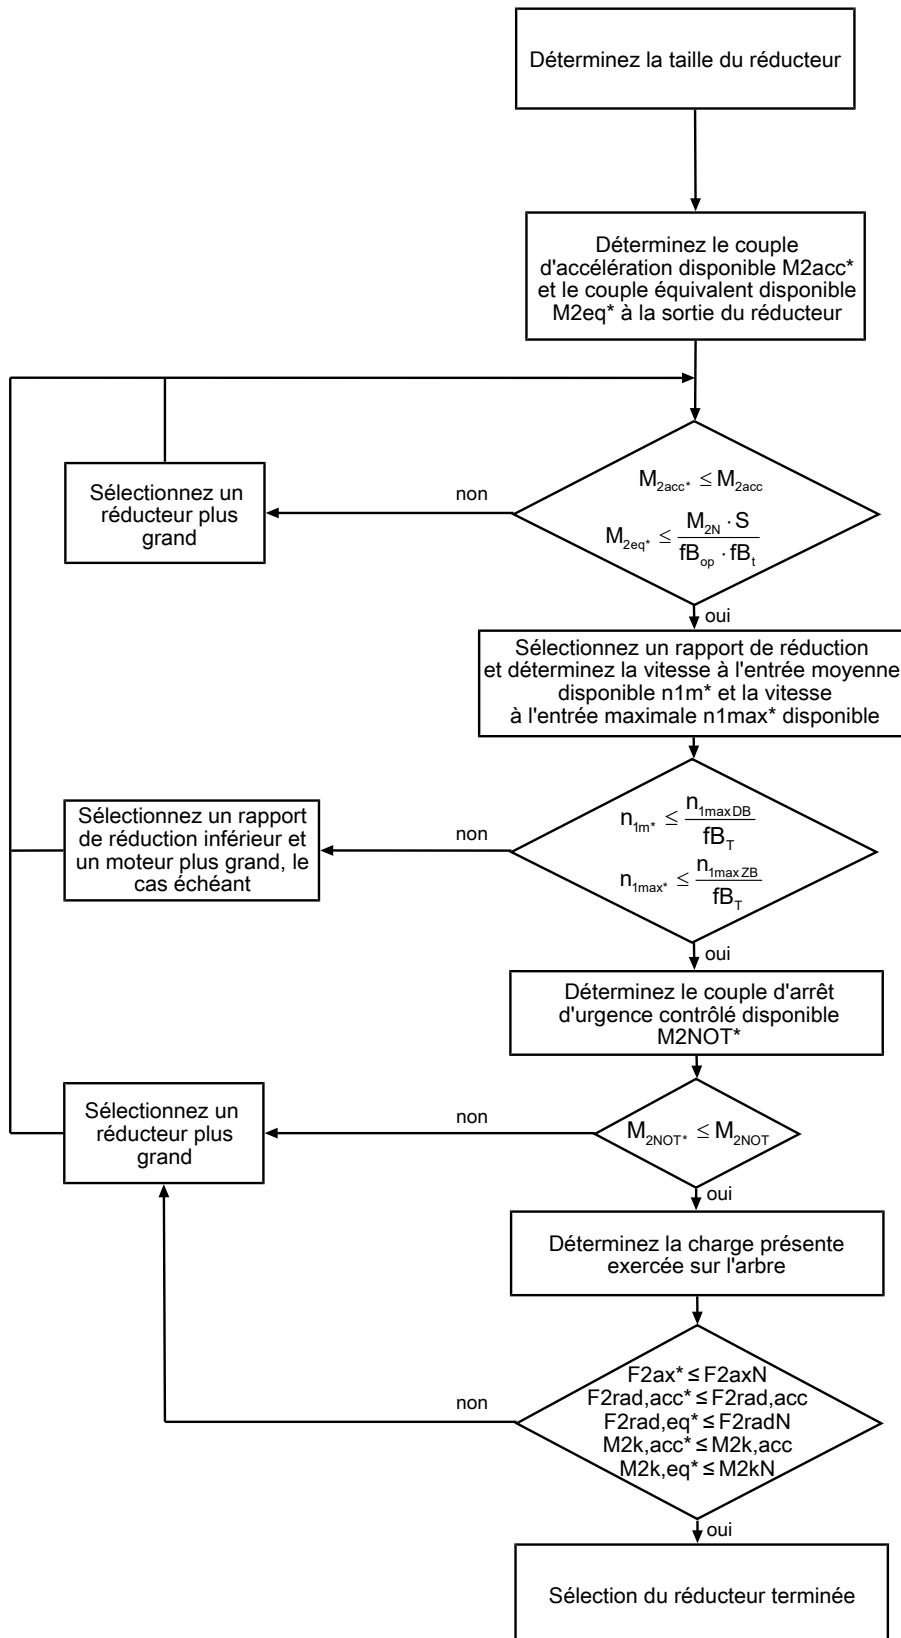 Déterminez la taille du réducteur
Déterminez le couple
d'accélération disponible M2acc*
et le couple équivalent disponible
M2eq* à la sortie du réducteur
M2acc* ≤ M2acc
M2eq* ≤ M2N · S / fBop · fBt
non
Sélectionnez un
réducteur plus
grand
oui
Sélectionnez un rapport de réduction
et déterminez la vitesse à l'entrée moyenne
disponible n1m* et la vitesse
à l'entrée maximale n1max* disponible
n1m* ≤ n1maxDB / fBT
n1max* ≤ n1maxZB / fBT
non
Sélectionnez un rapport
de réduction inférieur et
un moteur plus grand, le
cas échéant
oui
Déterminez le couple d'arrêt
d'urgence contrôlé disponible
M2NOT*
M2NOT* ≤ M2NOT
non
Sélectionnez un
réducteur plus
grand
oui
Déterminez la charge présente
exercée sur l'arbre
F2ax* ≤ F2axN
F2rad,acc* ≤ F2rad,acc
F2rad,eq* ≤ F2radN
M2k,acc* ≤ M2k,acc
M2k,eq* ≤ M2kN
non
oui
Sélection du réducteur terminée